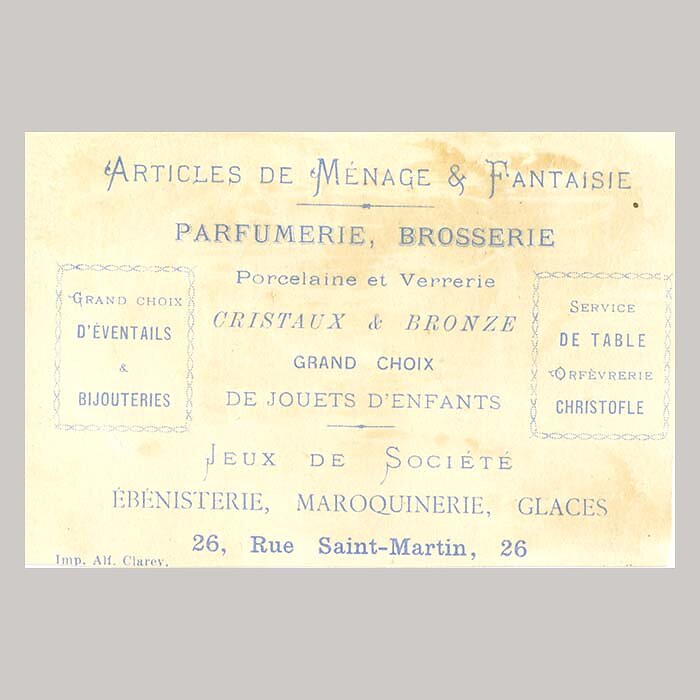 ARTICLES DE MÉNAGE & FANTAISIE
PARFUMERIE, BROSSERIE
Porcelaine et Verrerie
CRISTAUX & BRONZE
GRAND CHOIX
DE JOUETS D'ENFANTS
GRAND CHOIX
D'ÉVENTAILS
&
BIJOUTERIES
SERVICE
DE TABLE
ORFÈVRERIE
CHRISTOFLE
JEUX DE SOCIÉTÉ
ÉBÉNISTERIE, MAROQUINERIE, GLACES
26, Rue Saint-Martin, 26
Imp. Alf. Clarey.